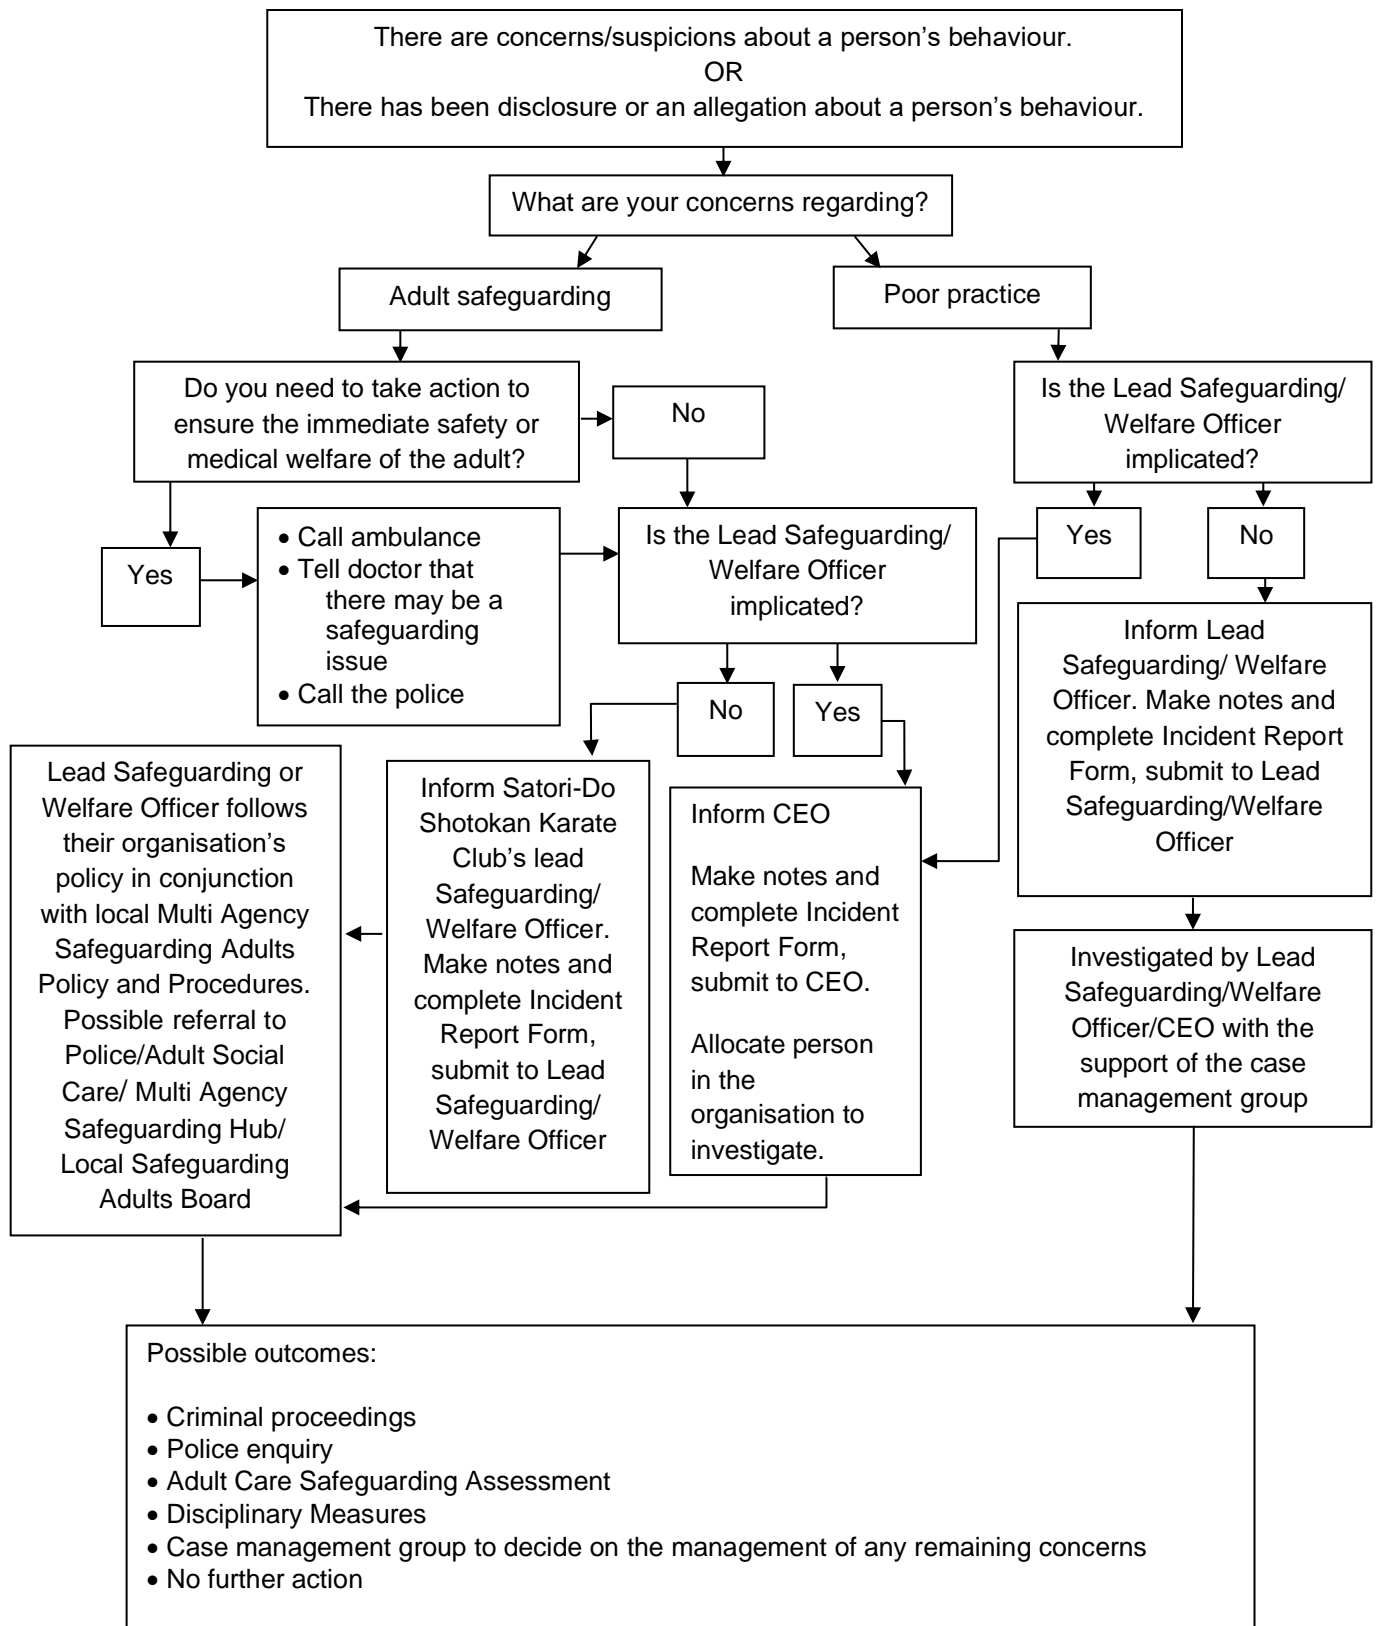 There are concerns/suspicions about a person’s behaviour.
OR
There has been disclosure or an allegation about a person’s behaviour.
What are your concerns regarding?
Adult safeguarding
Poor practice
Do you need to take action to
ensure the immediate safety or
medical welfare of the adult?
No
Is the Lead Safeguarding/
Welfare Officer
implicated?
Yes
• Call ambulance
• Tell doctor that
there may be a
safeguarding
issue
• Call the police
Is the Lead Safeguarding/
Welfare Officer
implicated?
Yes
No
No
Yes
Inform Lead
Safeguarding/ Welfare
Officer. Make notes and
complete Incident Report
Form, submit to Lead
Safeguarding/Welfare
Officer
Lead Safeguarding or
Welfare Officer follows
their organisation’s
policy in conjunction
with local Multi Agency
Safeguarding Adults
Policy and Procedures.
Possible referral to
Police/Adult Social
Care/ Multi Agency
Safeguarding Hub/
Local Safeguarding
Adults Board
Inform Satori-Do
Shotokan Karate
Club’s lead
Safeguarding/
Welfare Officer.
Make notes and
complete Incident
Report Form,
submit to Lead
Safeguarding/
Welfare Officer
Inform CEO
Make notes and
complete Incident
Report Form,
submit to CEO.
Allocate person
in the
organisation to
investigate.
Investigated by Lead
Safeguarding/Welfare
Officer/CEO with the
support of the case
management group
Possible outcomes:
• Criminal proceedings
• Police enquiry
• Adult Care Safeguarding Assessment
• Disciplinary Measures
• Case management group to decide on the management of any remaining concerns
• No further action